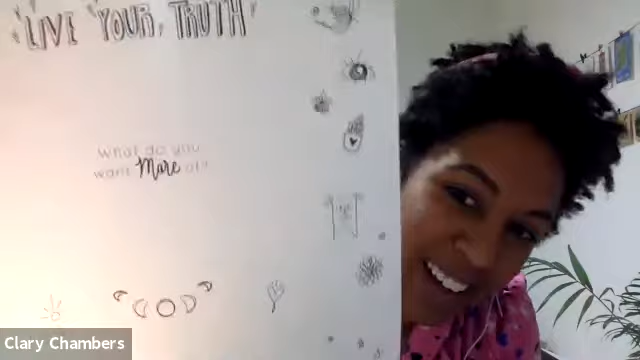 LIVE YOUR TRUTH
what do you
want More of?
Clary Chambers